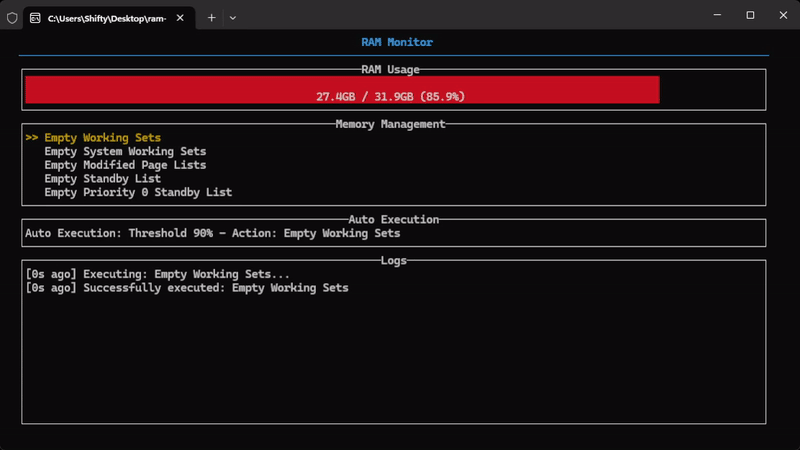 C:\Users\Shifty\Desktop\ram-
RAM Monitor
RAM Usage
27.4GB / 31.9GB (85.9%)
Memory Management
>> Empty Working Sets
Empty System Working Sets
Empty Modified Page Lists
Empty Standby List
Empty Priority 0 Standby List
Auto Execution
Auto Execution: Threshold 90% - Action: Empty Working Sets
Logs
[0s ago] Executing: Empty Working Sets...
[0s ago] Successfully executed: Empty Working Sets